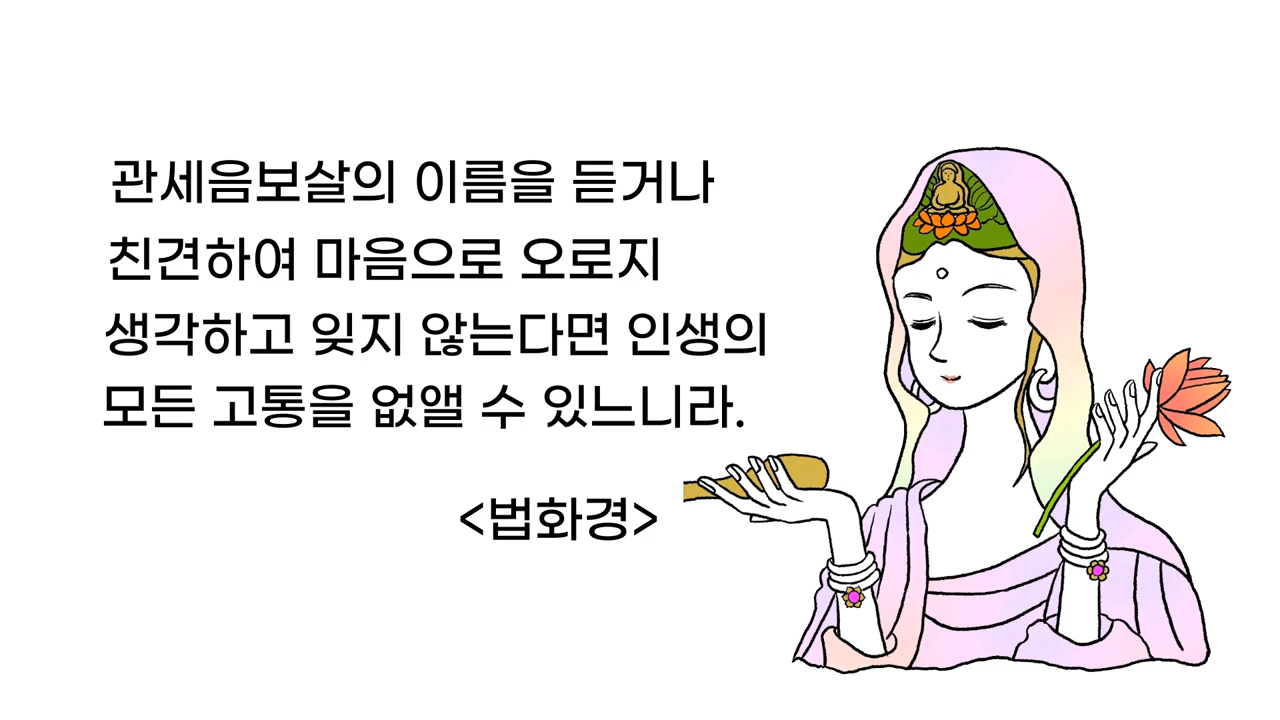 관세음보살의 이름을 듣거나
친견하여 마음으로 오로지
생각하고 잊지 않는다면 인생의
모든 고통을 없앨 수 있느니라.
<법화경>